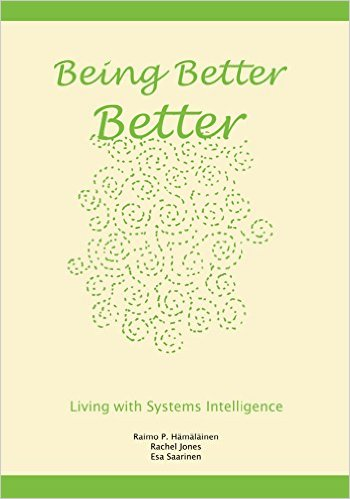 Being Better
Better
Living with Systems Intelligence
Raimo P. Hämäläinen
Rachel Jones
Esa Saarinen